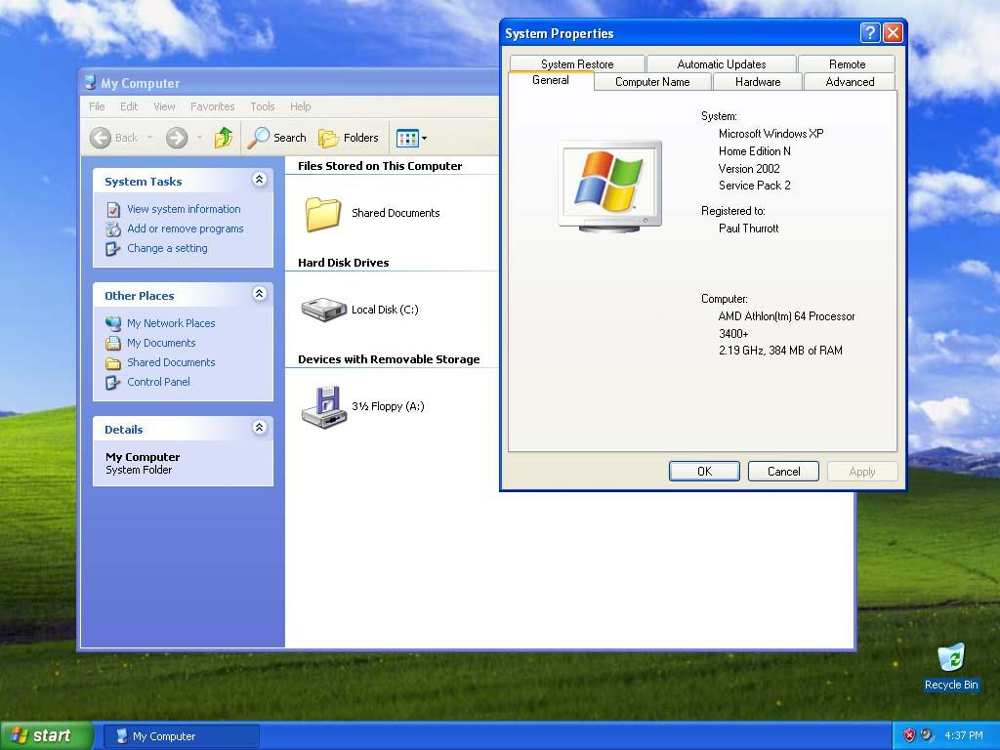 My Computer
File Edit View Favorites Tools Help
Back Search Folders
System Tasks
View system information
Add or remove programs
Change a setting
Other Places
My Network Places
My Documents
Shared Documents
Control Panel
Details
My Computer
System Folder
Files Stored on This Computer
Shared Documents
Hard Disk Drives
Local Disk (C:)
Devices with Removable Storage
3½ Floppy (A:)
System Properties
System Restore Automatic Updates Remote
General Computer Name Hardware Advanced
System:
Microsoft Windows XP
Home Edition N
Version 2002
Service Pack 2
Registered to:
Paul Thurrott
Computer:
AMD Athlon(tm) 64 Processor
3400+
2.19 GHz, 384 MB of RAM
OK Cancel Apply
Recycle Bin
start My Computer 4:37 PM